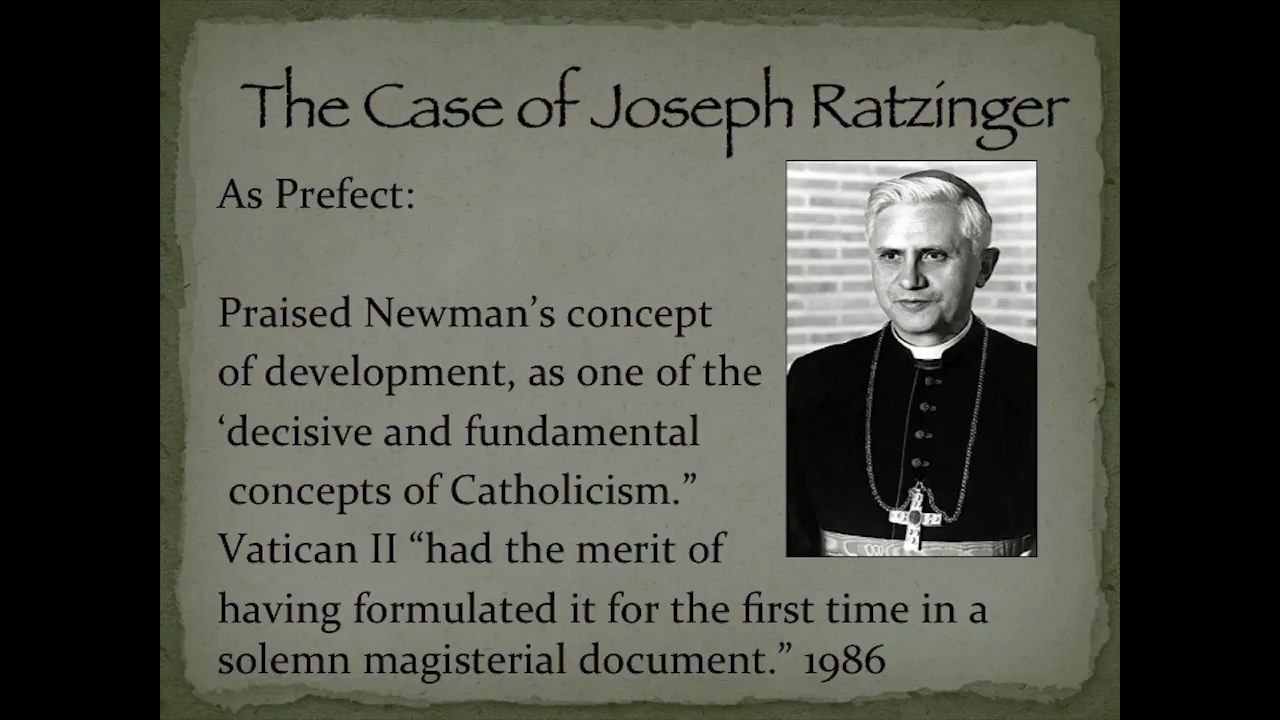 The Case of Joseph Ratzinger
As Prefect:
Praised Newman’s concept
of development, as one of the
‘decisive and fundamental
concepts of Catholicism.”
Vatican II “had the merit of
having formulated it for the first time in a
solemn magisterial document.” 1986